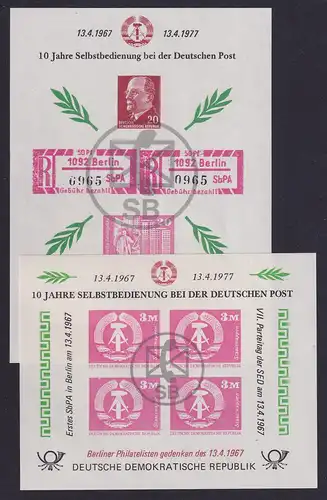 13.4.1967 13.4.1977
10 Jahre Selbstbedienung bei der Deutschen Post
20
50 Pf. 50 Pf.
R 1092 Berlin 1092 Berlin R
6965 SbPA 6965 SbPA
Gebühr bezahlt Gebühr bezahlt
SB
13.4.1967 13.4.1977
10 JAHRE SELBSTBEDIENUNG BEI DER DEUTSCHEN POST
Erstes SbPA in Berlin am 13.4.1967
3M 3M
3M 3M
SB
VII. Parteitag der SED am 13.4.1967
Berliner Philatelisten gedenken des 13.4.1967
DEUTSCHE DEMOKRATISCHE REPUBLIK